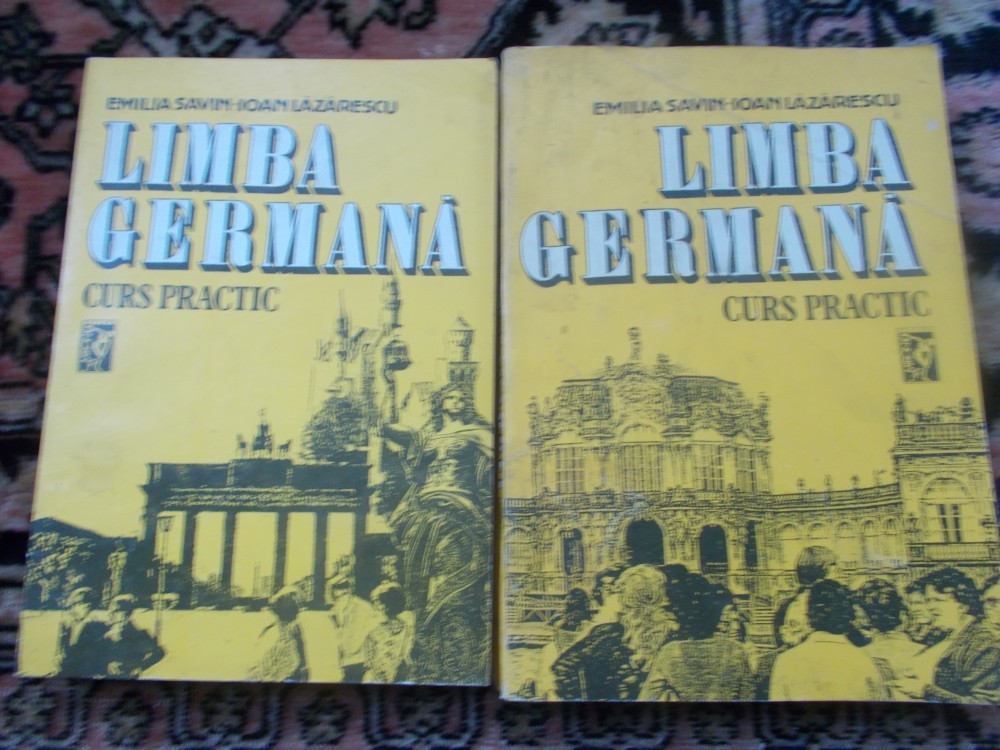 EMILIA SAVIN-IOAN LĂZĂRESCU
LIMBA
GERMANĂ
CURS PRACTIC
EMILIA SAVIN-IOAN LĂZĂRESCU
LIMBA
GERMANĂ
CURS PRACTIC